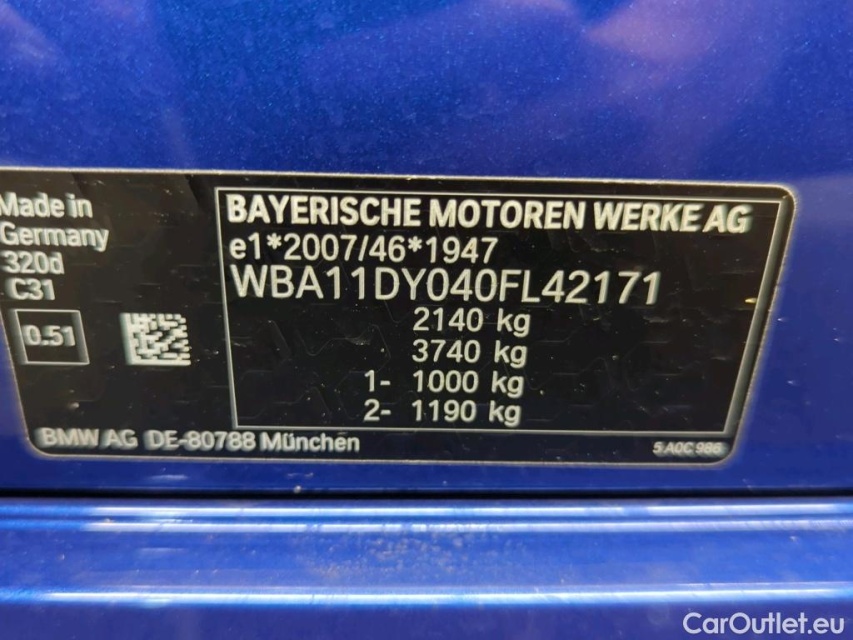 Made in
Germany
320d
C31
0.51
BAYERISCHE MOTOREN WERKE AG
e1*2007/46*1947
WBA11DY040FL42171
2140 kg
3740 kg
1- 1000 kg
2- 1190 kg
BMW AG DE-80788 München
5 A0C 986
CarOutlet.eu